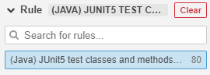 Rule (JAVA) JUNIT5 TEST C... Clear
Search for rules...
(Java) JUnit5 test classes and methods... 80